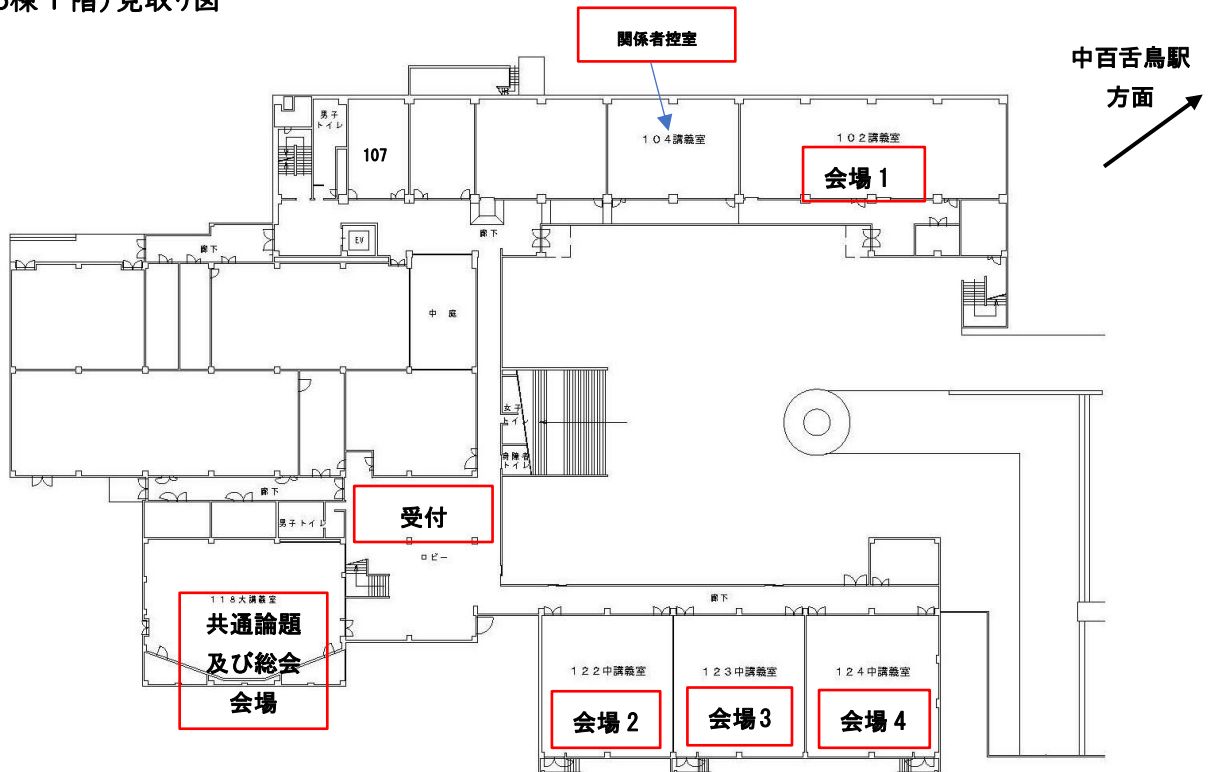 棟1階)見取り図
関係者控室
中百舌鳥駅
方面
男子
トイレ
107
104講義室
102講義室
会場1
廊下
EV
廊下
中庭
女子
トイレ
トイレ
廊下
男子トイレ
受付
ロビー
118大講義室
共通論題
及び総会
会場
廊下
122中講義室
123中講義室
124中講義室
会場2
会場3
会場4